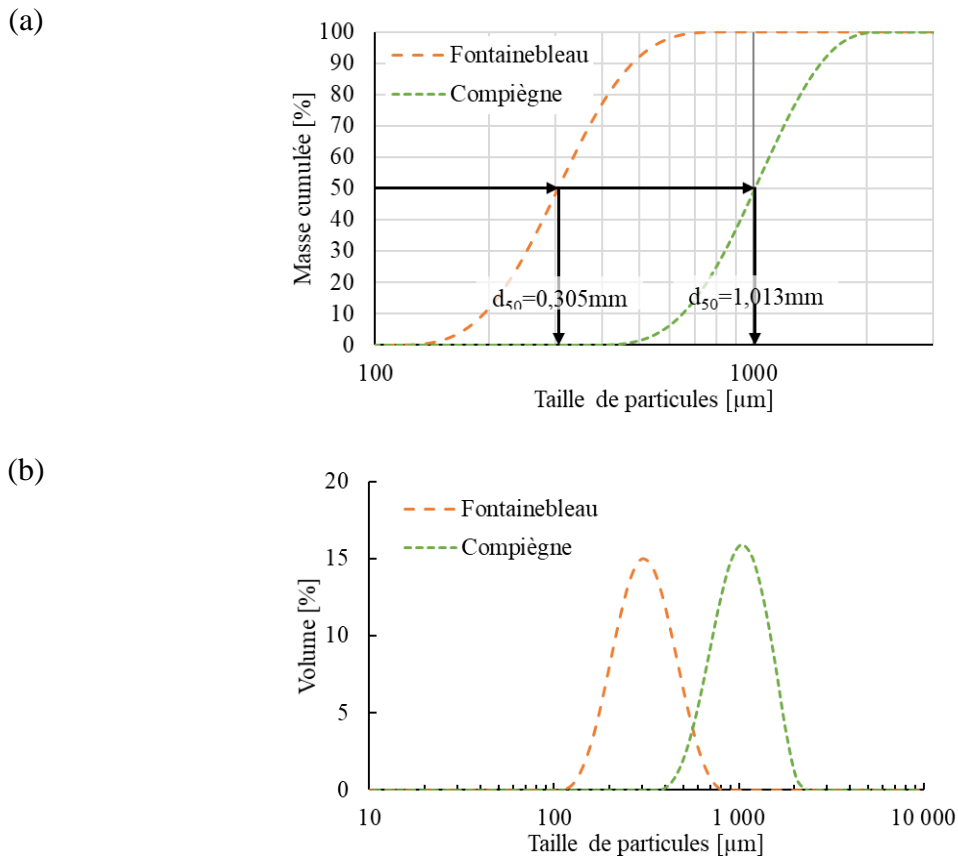 (a)
100
90
80
70
60
50
40
30
20
10
0
Masse cumulée [%]
Fontainebleau
Compiègne
d₅₀=0,305mm
d₅₀=1,013mm
100
1000
Taille de particules [µm]
(b)
20
15
10
5
0
Volume [%]
Fontainebleau
Compiègne
10
100
1 000
10 000
Taille de particules [µm]